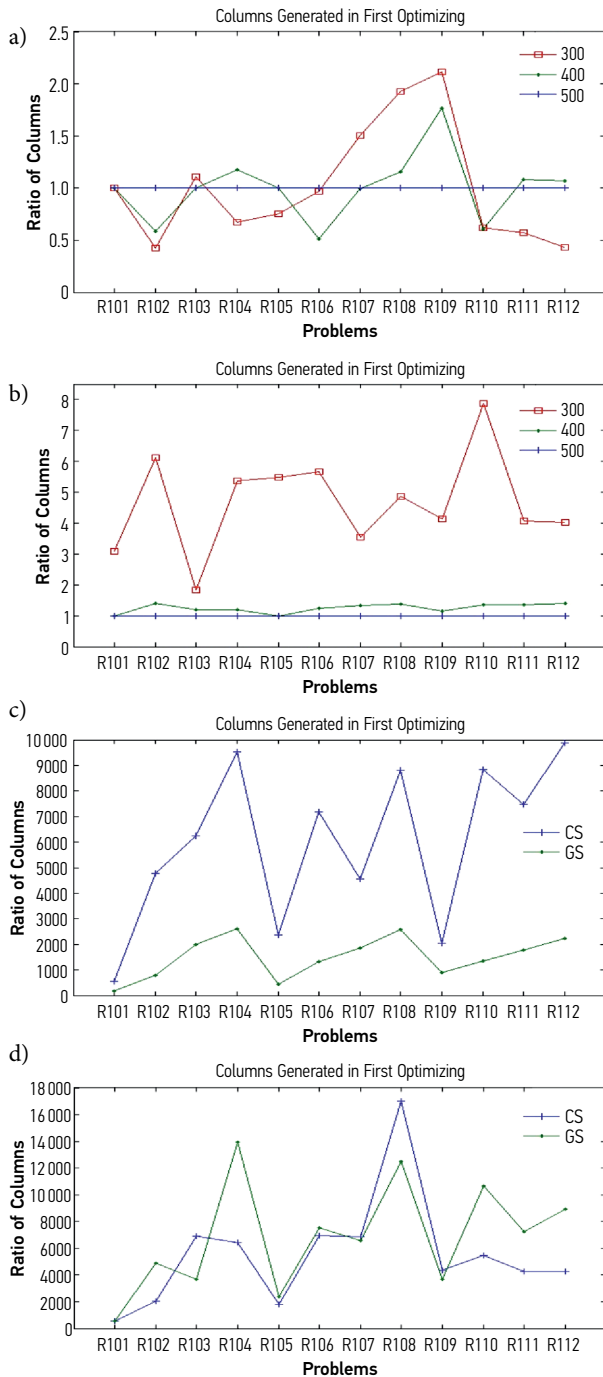 a)
Columns Generated in First Optimizing
Ratio of Columns
2.5
2.0
1.5
1.0
0.5
0
300
400
500
R101 R102 R103 R104 R105 R106 R107 R108 R109 R110 R111 R112
Problems
b)
Columns Generated in First Optimizing
Ratio of Columns
8
7
6
5
4
3
2
1
0
300
400
500
R101 R102 R103 R104 R105 R106 R107 R108 R109 R110 R111 R112
Problems
c)
Columns Generated in First Optimizing
Ratio of Columns
10 000
9000
8000
7000
6000
5000
4000
3000
2000
1000
0
CS
GS
R101 R102 R103 R104 R105 R106 R107 R108 R109 R110 R111 R112
Problems
d)
Columns Generated in First Optimizing
Ratio of Columns
18 000
16 000
14 000
12 000
10 000
8000
6000
4000
2000
0
CS
GS
R101 R102 R103 R104 R105 R106 R107 R108 R109 R110 R111 R112
Problems